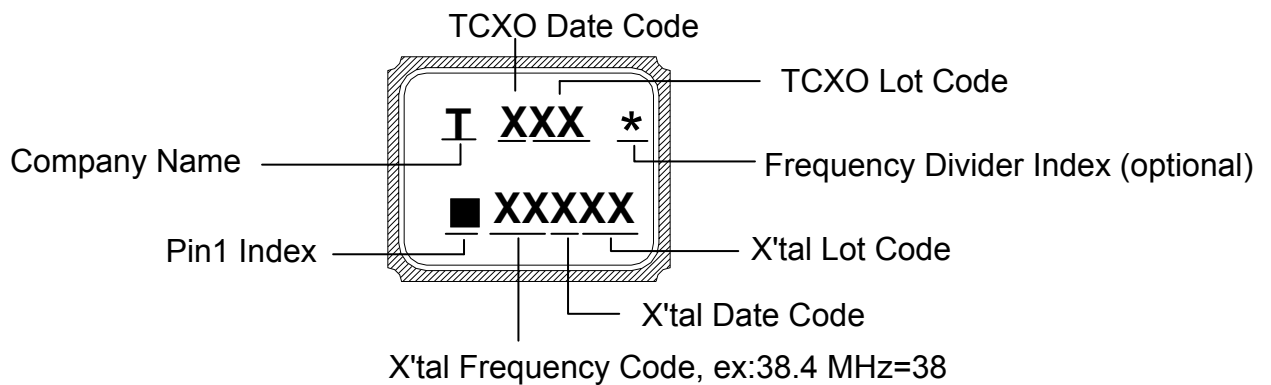 TCXO Date Code
TCXO Lot Code
T XXX *
Company Name
Frequency Divider Index (optional)
■ XXXXX
Pin1 Index
X'tal Lot Code
X'tal Date Code
X'tal Frequency Code, ex:38.4 MHz=38